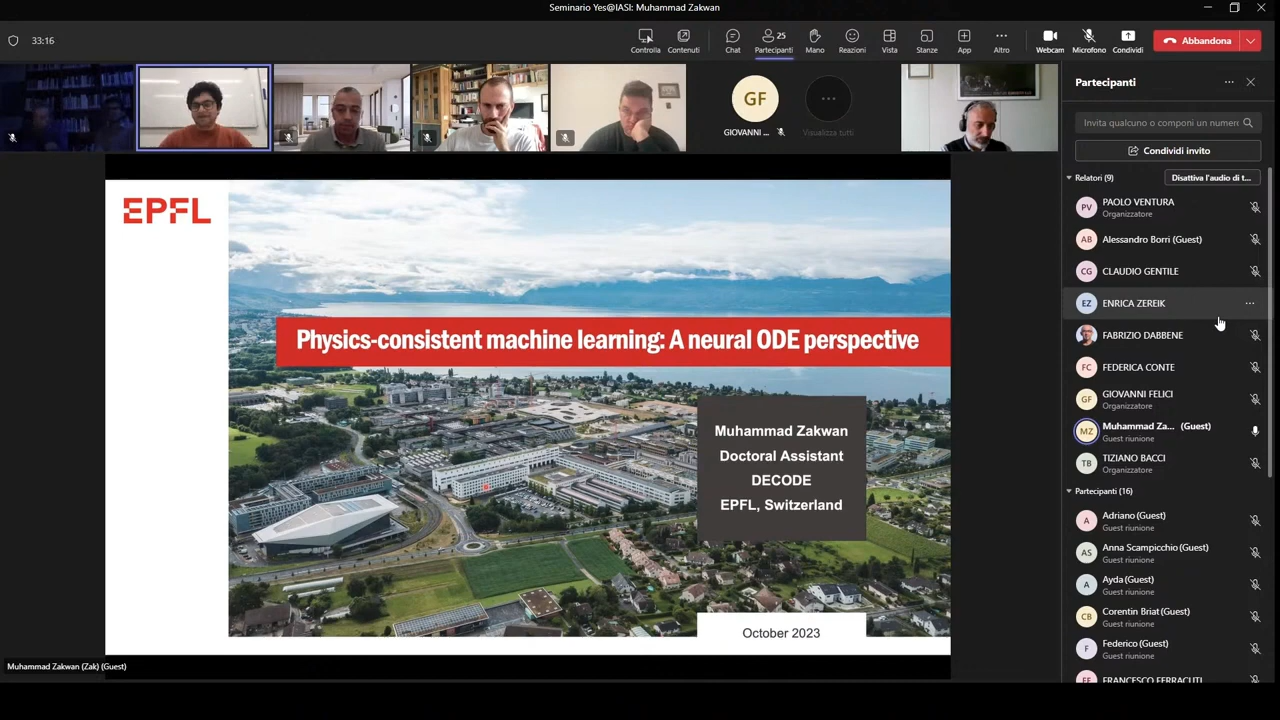 Seminario Yes@IASI: Muhammad Zakwan
33:16
Controlla
Contenuti
Chat
25
Partecipanti
Mano
Reazioni
Vista
Stanze
App
Altro
Webcam
Microfono
Condividi
Abbandona
GF
GIOVANNI ...
Visualizza tutti
Partecipanti
Invita qualcuno o componi un numero
Condividi invito
Relatori (9)
Disattiva l'audio di t...
PV
PAOLO VENTURA
Organizzatore
AB
Alessandro Borri (Guest)
CG
CLAUDIO GENTILE
EZ
ENRICA ZEREIK
FABRIZIO DABBENE
FC
FEDERICA CONTE
GF
GIOVANNI FELICI
Organizzatore
MZ
Muhammad Za... (Guest)
Guest riunione
TB
TIZIANO BACCI
Organizzatore
Partecipanti (16)
A
Adriano (Guest)
Guest riunione
AS
Anna Scampicchio (Guest)
Guest riunione
A
Ayda (Guest)
Guest riunione
CB
Corentin Briat (Guest)
Guest riunione
F
Federico (Guest)
Guest riunione
FF
FRANCESCO FERRACUTI
EPFL
Physics-consistent machine learning: A neural ODE perspective
Muhammad Zakwan
Doctoral Assistant
DECODE
EPFL, Switzerland
October 2023
Muhammad Zakwan (Zak) (Guest)